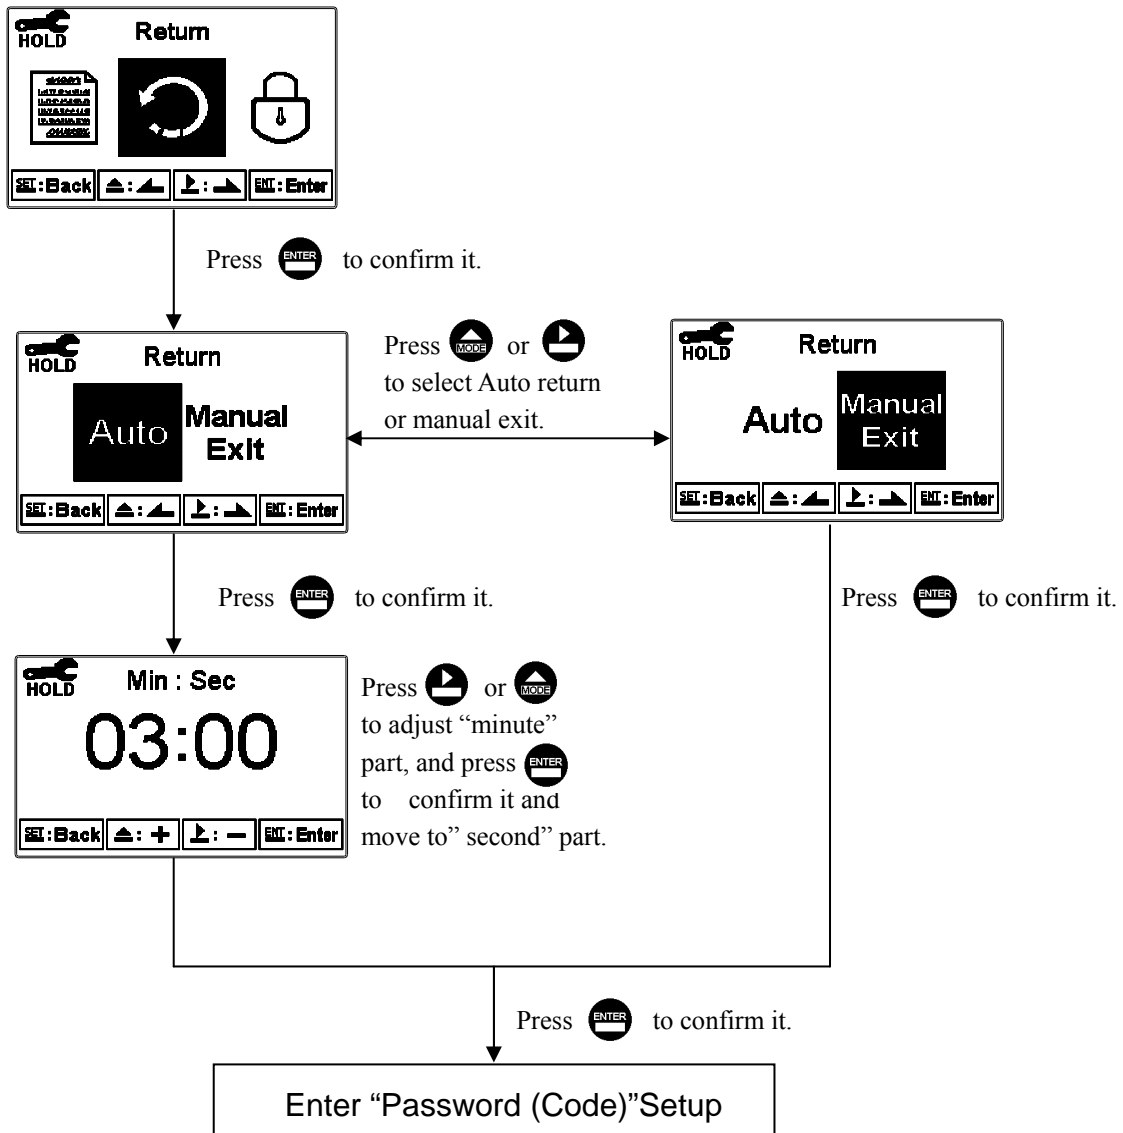 HOLD
Return
SET:Back
:
:
ENT:Enter
Press ENTER to confirm it.
HOLD
Return
Auto
Manual
Exit
SET:Back
:
:
ENT:Enter
Press MODE or
to select Auto return
or manual exit.
HOLD
Return
Auto
Manual
Exit
SET:Back
:
:
ENT:Enter
Press ENTER to confirm it.
Press ENTER to confirm it.
HOLD
Min : Sec
03:00
SET:Back
: +
: −
ENT:Enter
Press or MODE
to adjust “minute”
part, and press ENTER
to confirm it and
move to” second” part.
Press ENTER to confirm it.
Enter “Password (Code)”Setup